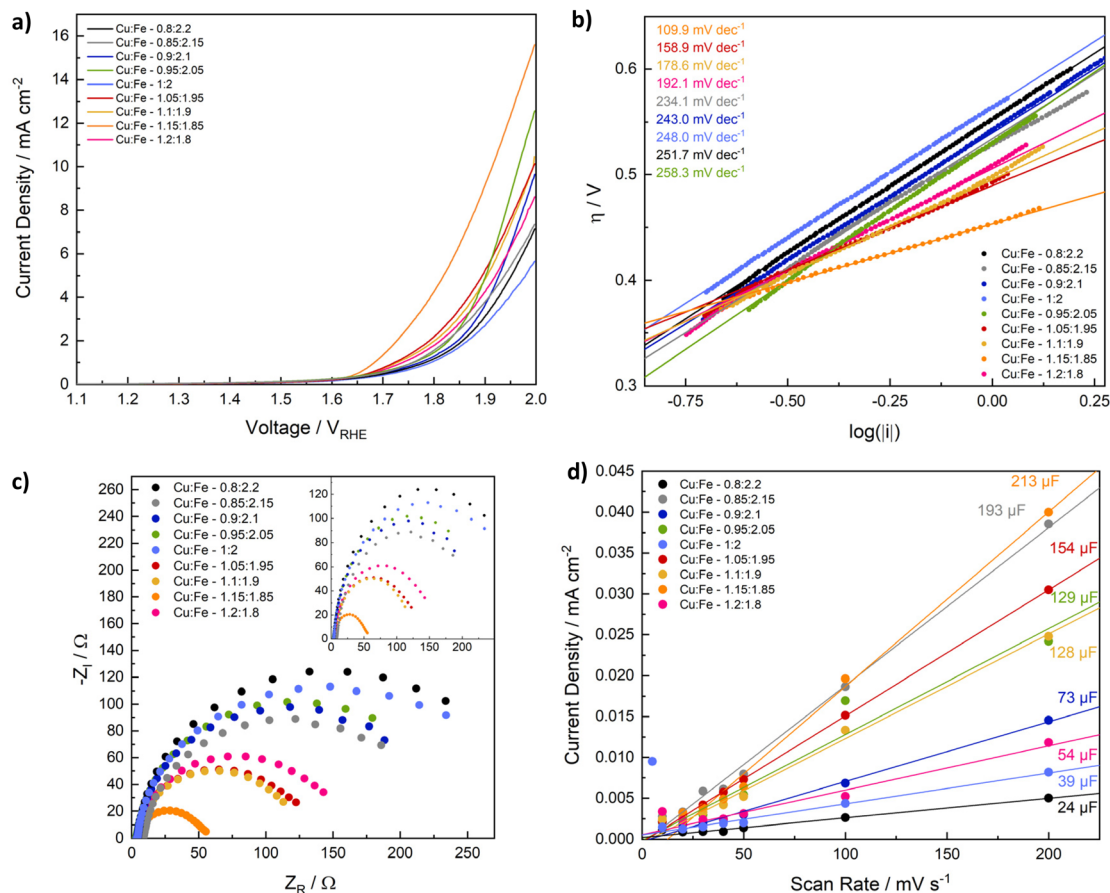 a)
Current Density / mA cm-2
16
14
12
10
8
6
4
2
0
Cu:Fe - 0.8:2.2
Cu:Fe - 0.85:2.15
Cu:Fe - 0.9:2.1
Cu:Fe - 0.95:2.05
Cu:Fe - 1:2
Cu:Fe - 1.05:1.95
Cu:Fe - 1.1:1.9
Cu:Fe - 1.15:1.85
Cu:Fe - 1.2:1.8
1.1 1.2 1.3 1.4 1.5 1.6 1.7 1.8 1.9 2.0
Voltage / VRHE
b)
η / V
0.6
0.5
0.4
0.3
109.9 mV dec-1
158.9 mV dec-1
178.6 mV dec-1
192.1 mV dec-1
234.1 mV dec-1
243.0 mV dec-1
248.0 mV dec-1
251.7 mV dec-1
258.3 mV dec-1
Cu:Fe - 0.8:2.2
Cu:Fe - 0.85:2.15
Cu:Fe - 0.9:2.1
Cu:Fe - 1:2
Cu:Fe - 0.95:2.05
Cu:Fe - 1.05:1.95
Cu:Fe - 1.1:1.9
Cu:Fe - 1.15:1.85
Cu:Fe - 1.2:1.8
-0.75 -0.50 -0.25 0.00 0.25
log(|i|)
c)
-ZI / Ω
260
240
220
200
180
160
140
120
100
80
60
40
20
0
Cu:Fe - 0.8:2.2
Cu:Fe - 0.85:2.15
Cu:Fe - 0.9:2.1
Cu:Fe - 0.95:2.05
Cu:Fe - 1:2
Cu:Fe - 1.05:1.95
Cu:Fe - 1.1:1.9
Cu:Fe - 1.15:1.85
Cu:Fe - 1.2:1.8
120
100
80
60
40
20
0
0 50 100 150 200
0 50 100 150 200 250
ZR / Ω
d)
Current Density / mA cm-2
0.045
0.040
0.035
0.030
0.025
0.020
0.015
0.010
0.005
0.000
Cu:Fe - 0.8:2.2
Cu:Fe - 0.85:2.15
Cu:Fe - 0.9:2.1
Cu:Fe - 0.95:2.05
Cu:Fe - 1:2
Cu:Fe - 1.05:1.95
Cu:Fe - 1.1:1.9
Cu:Fe - 1.15:1.85
Cu:Fe - 1.2:1.8
213 µF
193 µF
154 µF
129 µF
128 µF
73 µF
54 µF
39 µF
24 µF
0 50 100 150 200
Scan Rate / mV s-1